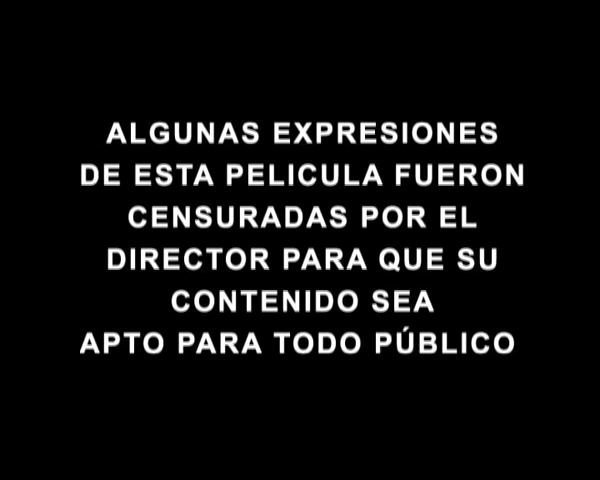 ALGUNAS EXPRESIONES
DE ESTA PELICULA FUERON
CENSURADAS POR EL
DIRECTOR PARA QUE SU
CONTENIDO SEA
APTO PARA TODO PÚBLICO